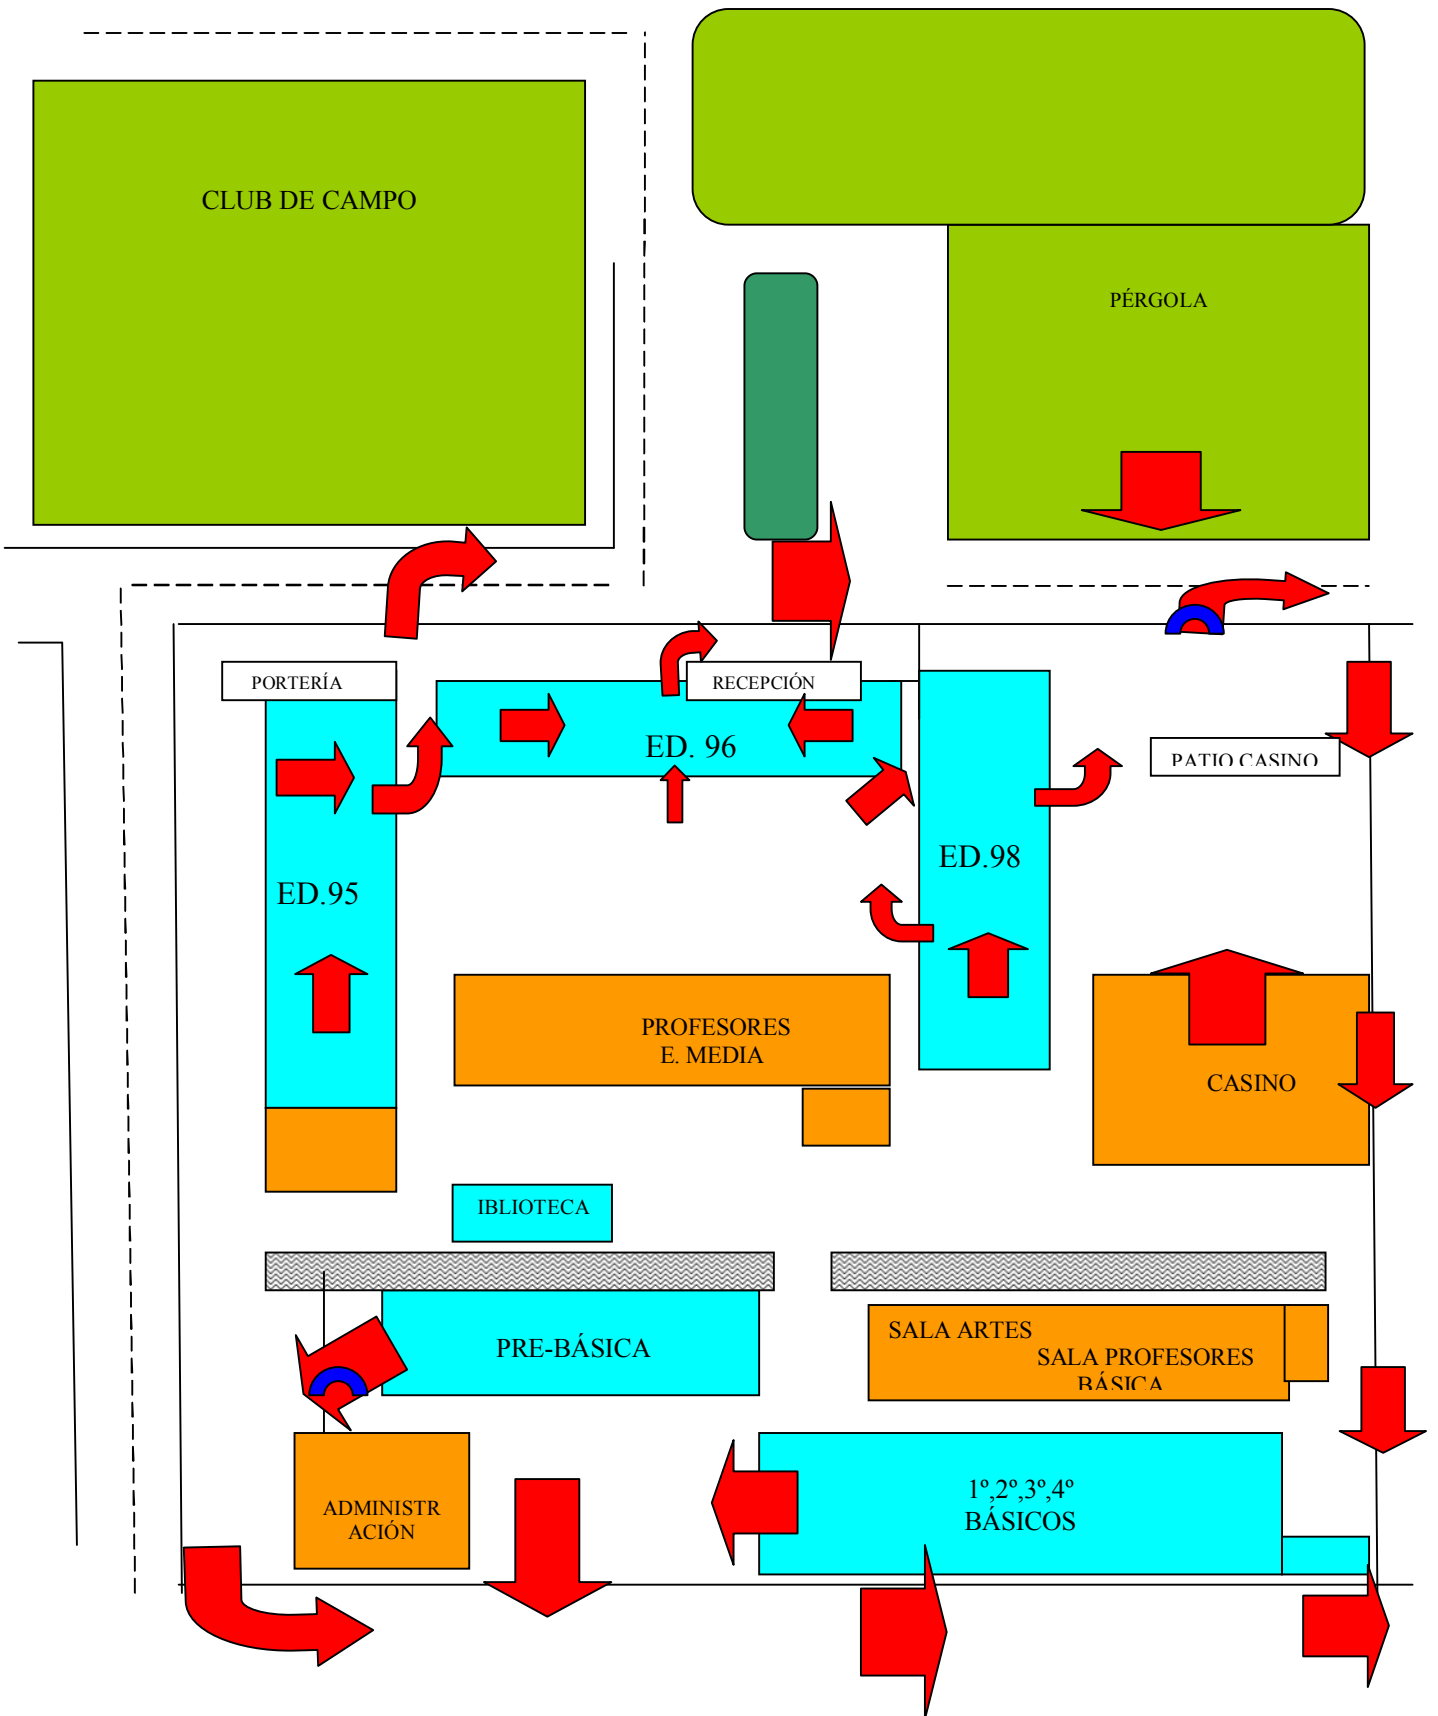 CLUB DE CAMPO
PÉRGOLA
PORTERÍA
RECEPCIÓN
ED. 96
PATIO CASINO
ED.98
ED.95
PROFESORES
E. MEDIA
CASINO
IBLIOTECA
SALA ARTES
PRE-BÁSICA
SALA PROFESORES
BÁSICA
1º,2º,3º,4º
BÁSICOS
ADMINISTR
ACIÓN